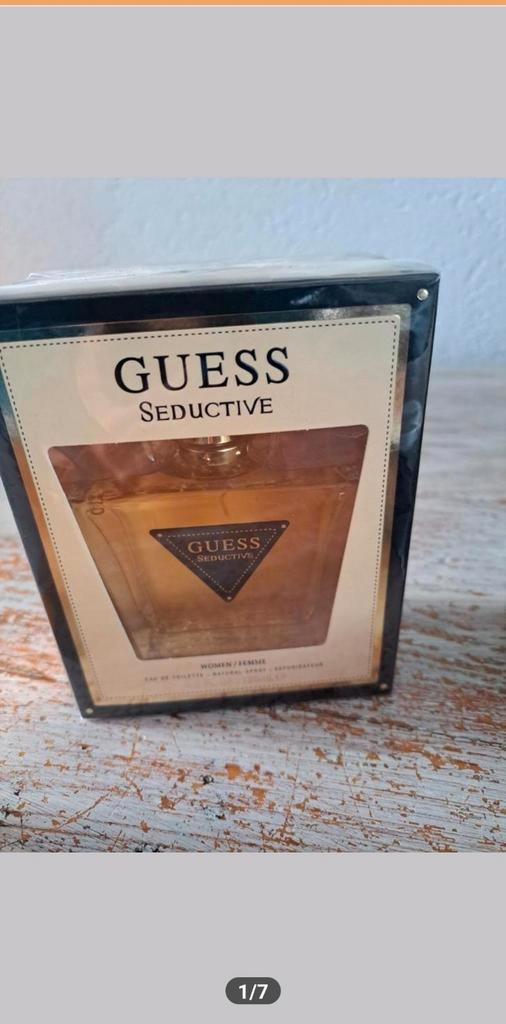 GUESS
SEDUCTIVE
GUESS
SEDUCTIVE
WOMEN / FEMME
EAU DE TOILETTE - NATURAL SPRAY - VAPORISATEUR
1/7